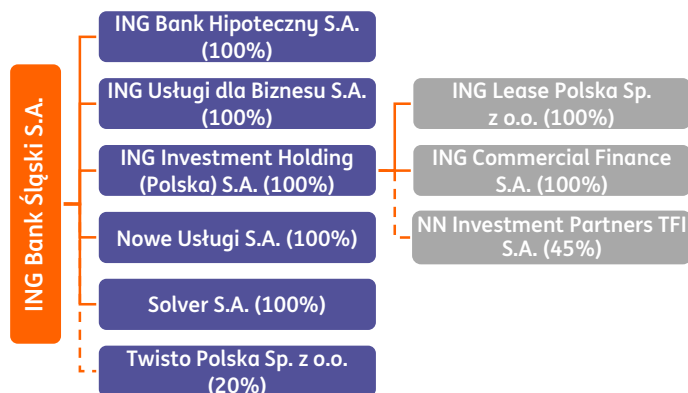 ING Bank Śląski S.A.
ING Bank Hipoteczny S.A.
(100%)
ING Usługi dla Biznesu S.A.
(100%)
ING Investment Holding
(Polska) S.A. (100%)
Nowe Usługi S.A. (100%)
Solver S.A. (100%)
Twisto Polska Sp. z o.o.
(20%)
ING Lease Polska Sp.
z o.o. (100%)
ING Commercial Finance
S.A. (100%)
NN Investment Partners TFI
S.A. (45%)